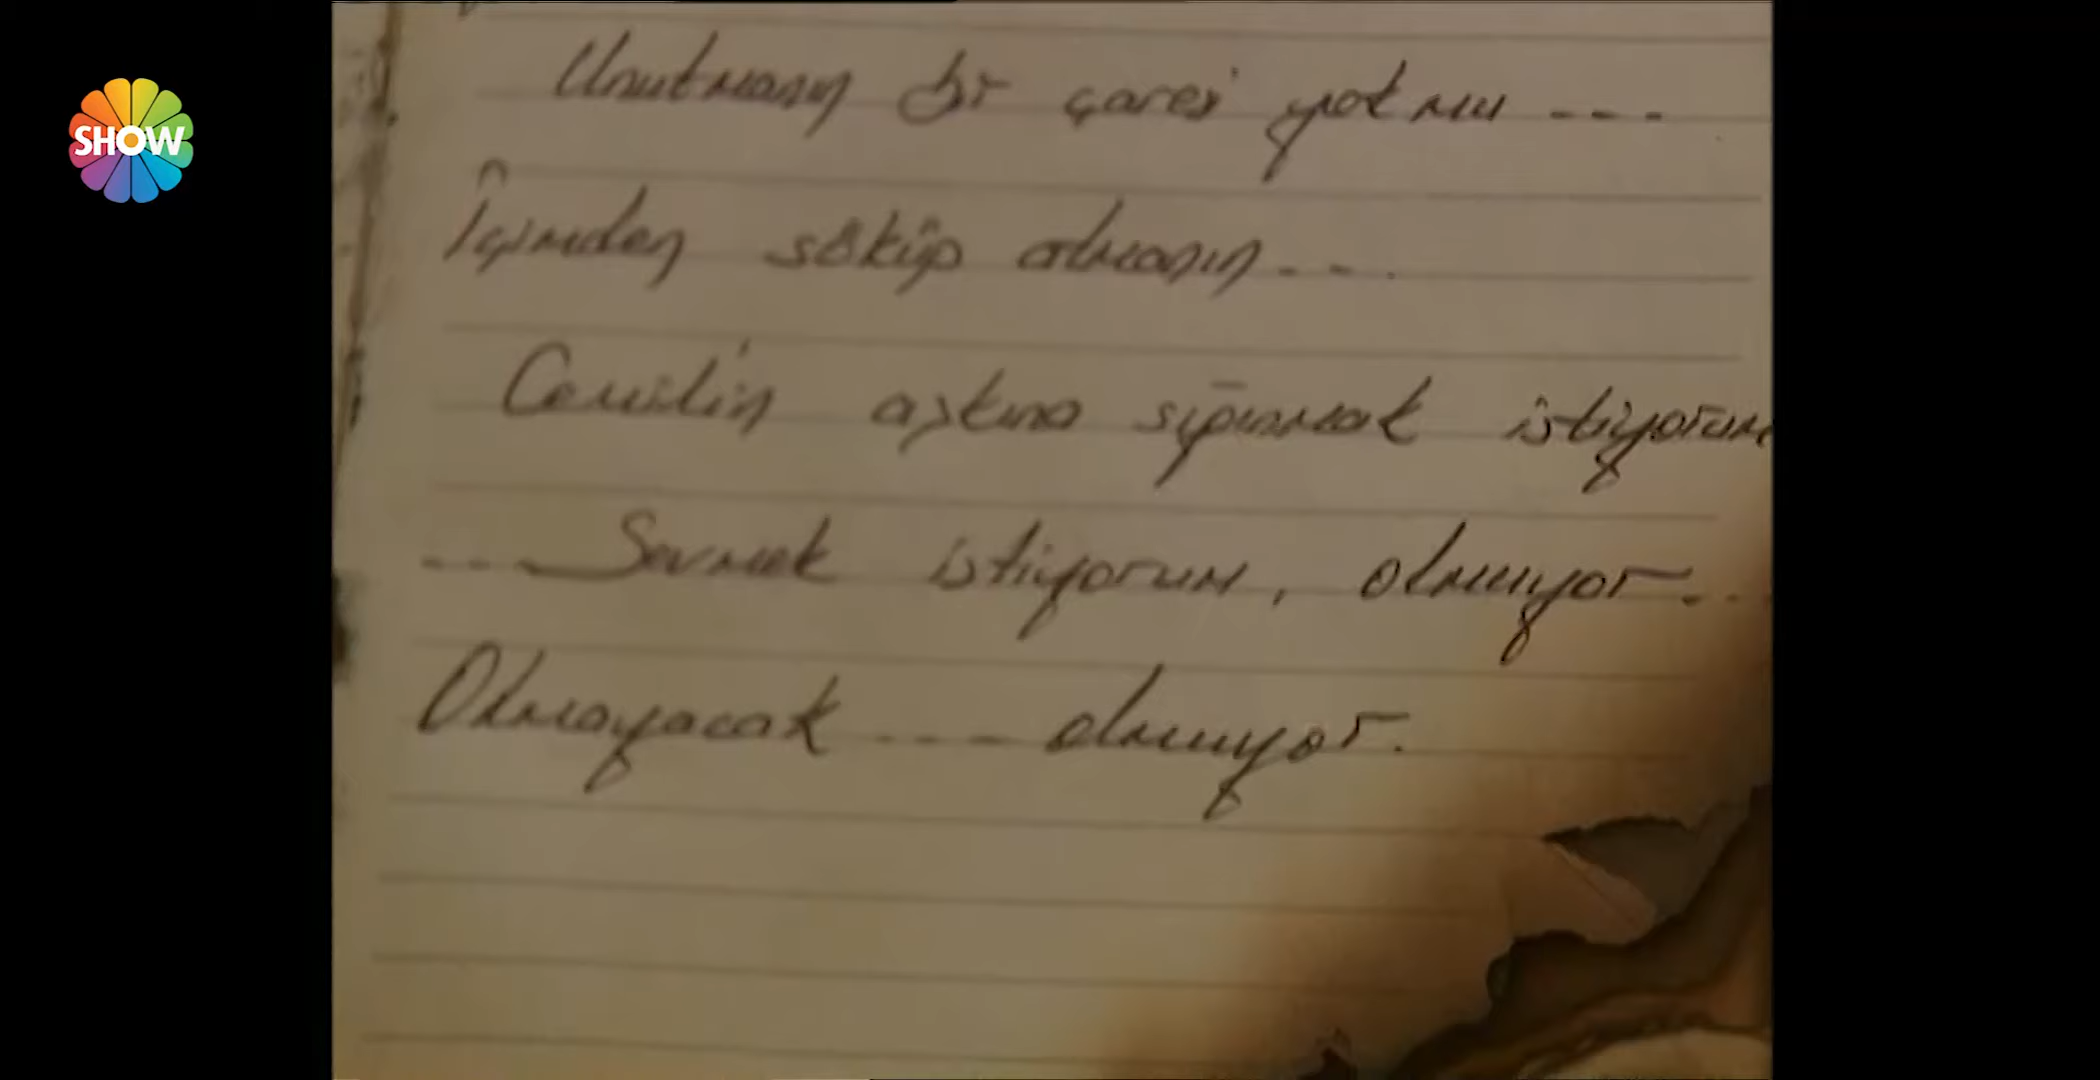 SHOW
Unutmanın bir çaresi yok mu ---
İçimden söküp atmanın ---.
Cemil'in aşkına sığınmak istiyorum
--- Sevmek istiyorum, olmuyor...
Olmayacak ---- olmuyor.